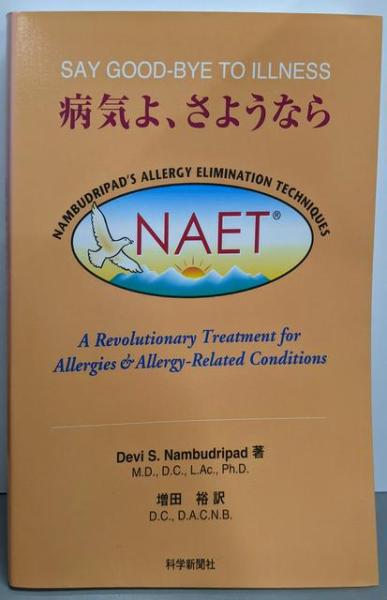 SAY GOOD-BYE TO ILLNESS
病気よ、さようなら
NAMBUDRIPAD'S ALLERGY ELIMINATION TECHNIQUES
NAET®
A Revolutionary Treatment for
Allergies & Allergy-Related Conditions
Devi S. Nambudripad 著
M.D., D.C., L.Ac., Ph.D.
増田 裕 訳
D.C., D.A.C.N.B.
科学新聞社